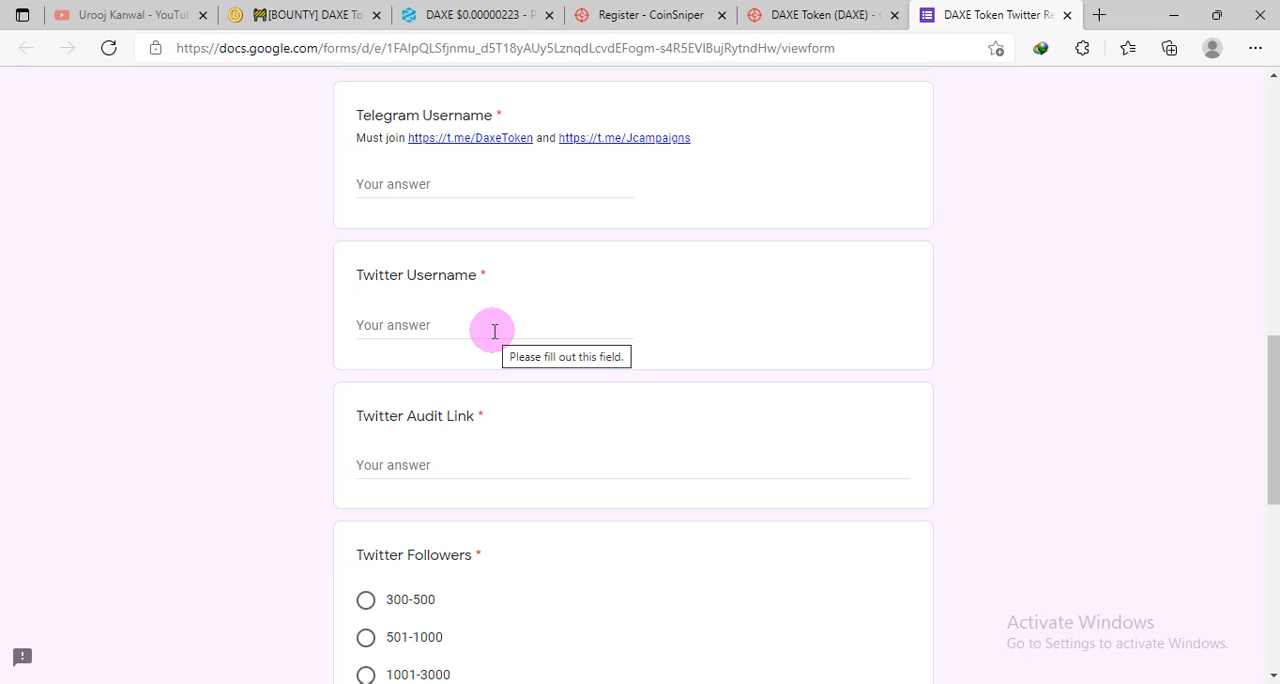 Urooj Kanwal - YouTu
[BOUNTY] DAXE To
DAXE $0.00000223 - P
Register - CoinSniper
DAXE Token (DAXE) -
DAXE Token Twitter Re
https://docs.google.com/forms/d/e/1FAIpQLSfjnmu_d5T18yAUy5LznqdLcvdEFogm-s4R5EVlBujRytndHw/viewform
Telegram Username *
Must join https://t.me/DaxeToken and https://t.me/Jcampaigns
Your answer
Twitter Username *
Your answer
Please fill out this field.
Twitter Audit Link *
Your answer
Twitter Followers *
300-500
501-1000
1001-3000
Activate Windows
Go to Settings to activate Windows.